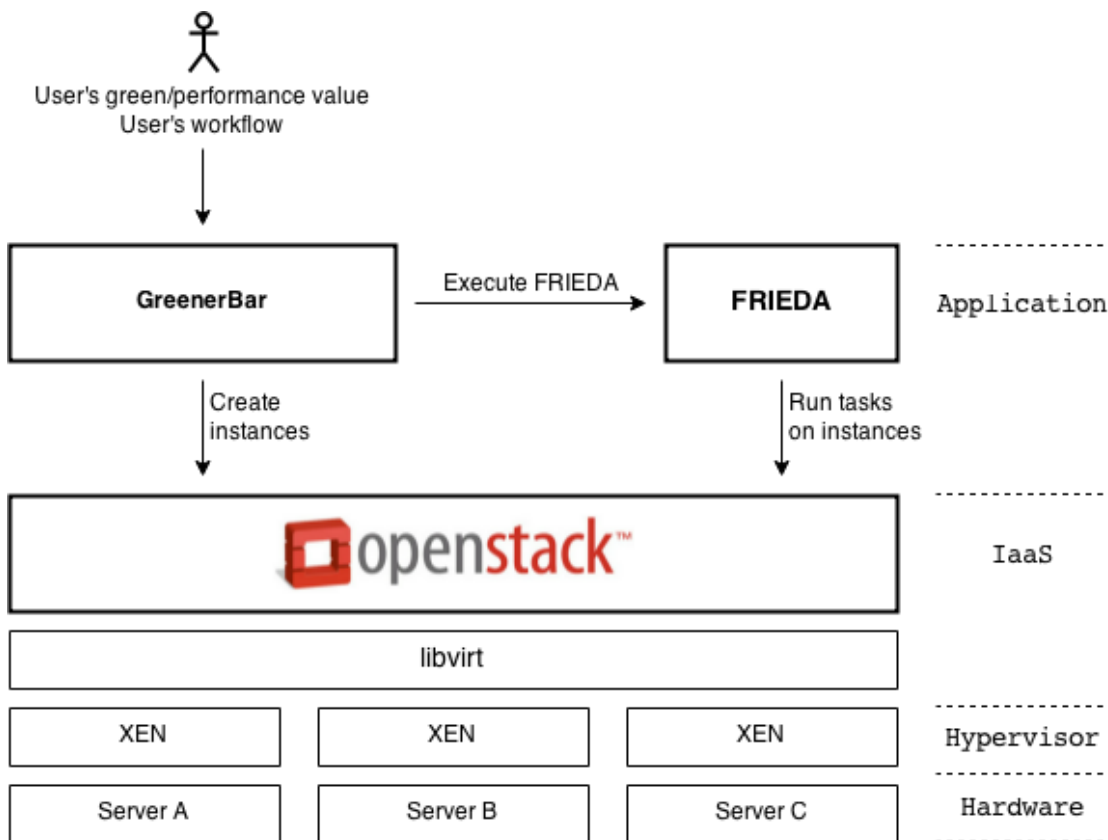 User's green/performance value
User's workflow
GreenerBar
Execute FRIEDA
FRIEDA
Application
Create
instances
Run tasks
on instances
openstack™
IaaS
libvirt
XEN
XEN
XEN
Hypervisor
Server A
Server B
Server C
Hardware